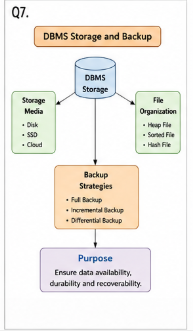 Q7.
DBMS Storage and Backup
DBMS
Storage
Storage
Media
• Disk
• SSD
• Cloud
File
Organization
• Heap File
• Sorted File
• Hash File
Backup
Strategies
• Full Backup
• Incremental Backup
• Differential Backup
Purpose
Ensure data availability,
durability and recoverability.